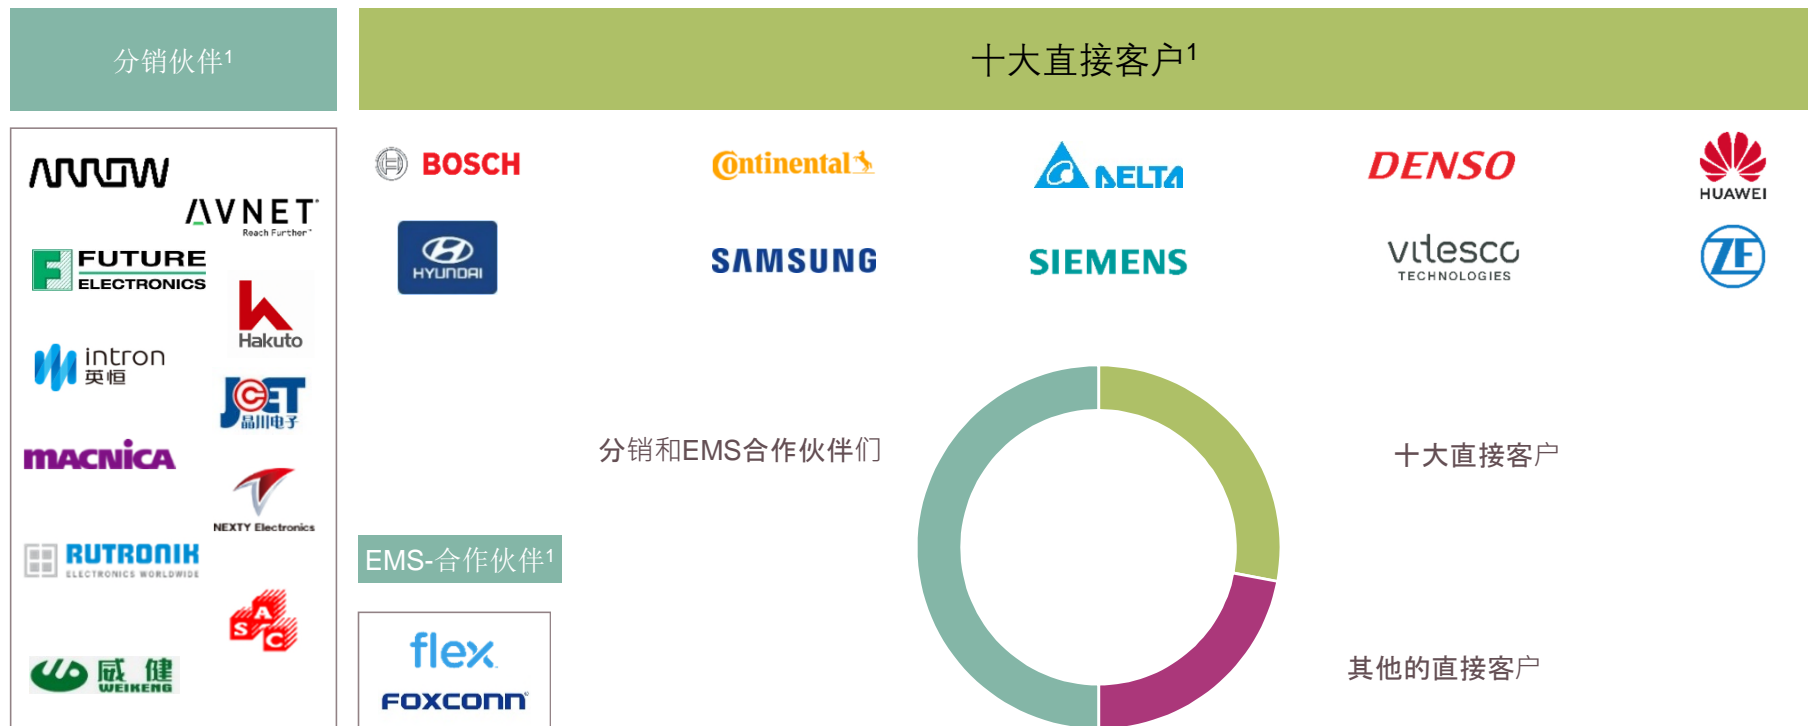 分销伙伴1
十大直接客户1
ARROW
AVNET
Reach Further™
FUTURE
ELECTRONICS
Hakuto
intron
英恒
JCET
晶川电子
MACNICA
NEXTY Electronics
RUTRONIK
ELECTRONICS WORLDWIDE
SAC
威健
WEIKENG
BOSCH
Continental
DELTA
DENSO
HUAWEI
HYUNDAI
SAMSUNG
SIEMENS
vitesco
TECHNOLOGIES
ZF
分销和EMS合作伙伴们
十大直接客户
EMS-合作伙伴1
flex
FOXCONN
其他的直接客户